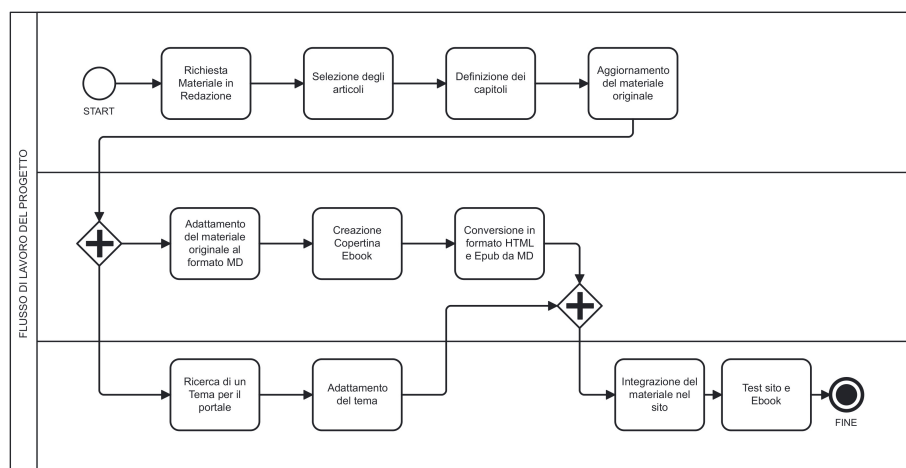 FLUSSO DI LAVORO DEL PROGETTO
START
Richiesta
Materiale in
Redazione
Selezione degli
articoli
Definizione dei
capitoli
Aggiornamento
del materiale
originale
Adattamento
del materiale
originale al
formato MD
Creazione
Copertina
Ebook
Conversione in
formato HTML
e Epub da MD
Ricerca di un
Tema per il
portale
Adattamento
del tema
Integrazione del
materiale nel
sito
Test sito e
Ebook
FINE